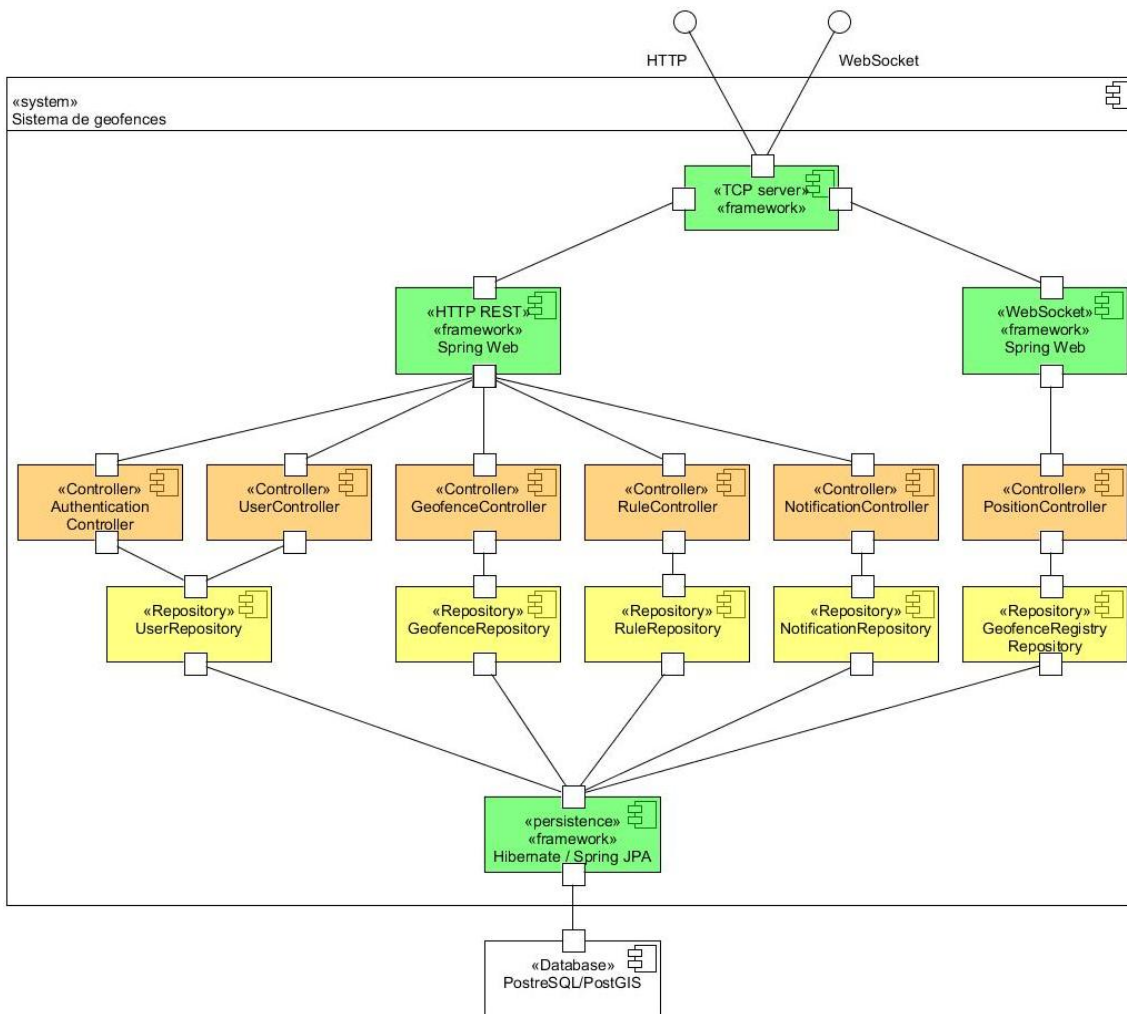 HTTP
WebSocket
«system»
Sistema de geofences
«TCP server»
«framework»
«HTTP REST»
«framework»
Spring Web
«WebSocket»
«framework»
Spring Web
«Controller»
Authentication
Controller
«Controller»
UserController
«Controller»
GeofenceController
«Controller»
RuleController
«Controller»
NotificationController
«Controller»
PositionController
«Repository»
UserRepository
«Repository»
GeofenceRepository
«Repository»
RuleRepository
«Repository»
NotificationRepository
«Repository»
GeofenceRegistry
Repository
«persistence»
«framework»
Hibernate / Spring JPA
«Database»
PostreSQL/PostGIS